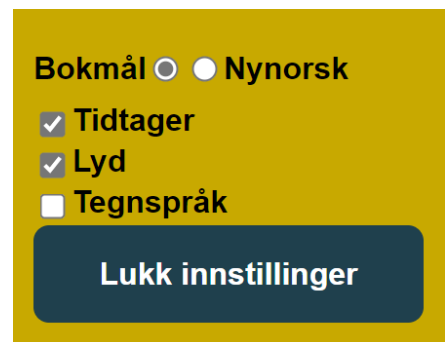 Bokmål Nynorsk
Tidtager
Lyd
Tegnspråk
Lukk innstillinger